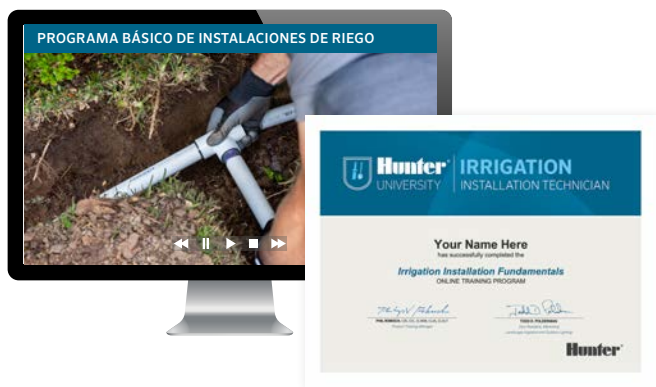 PROGRAMA BÁSICO DE INSTALACIONES DE RIEGO
Hunter®
UNIVERSITY
IRRIGATION
INSTALLATION TECHNICIAN
Your Name Here
has successfully completed the
Irrigation Installation Fundamentals
ONLINE TRAINING PROGRAM
Hunter®